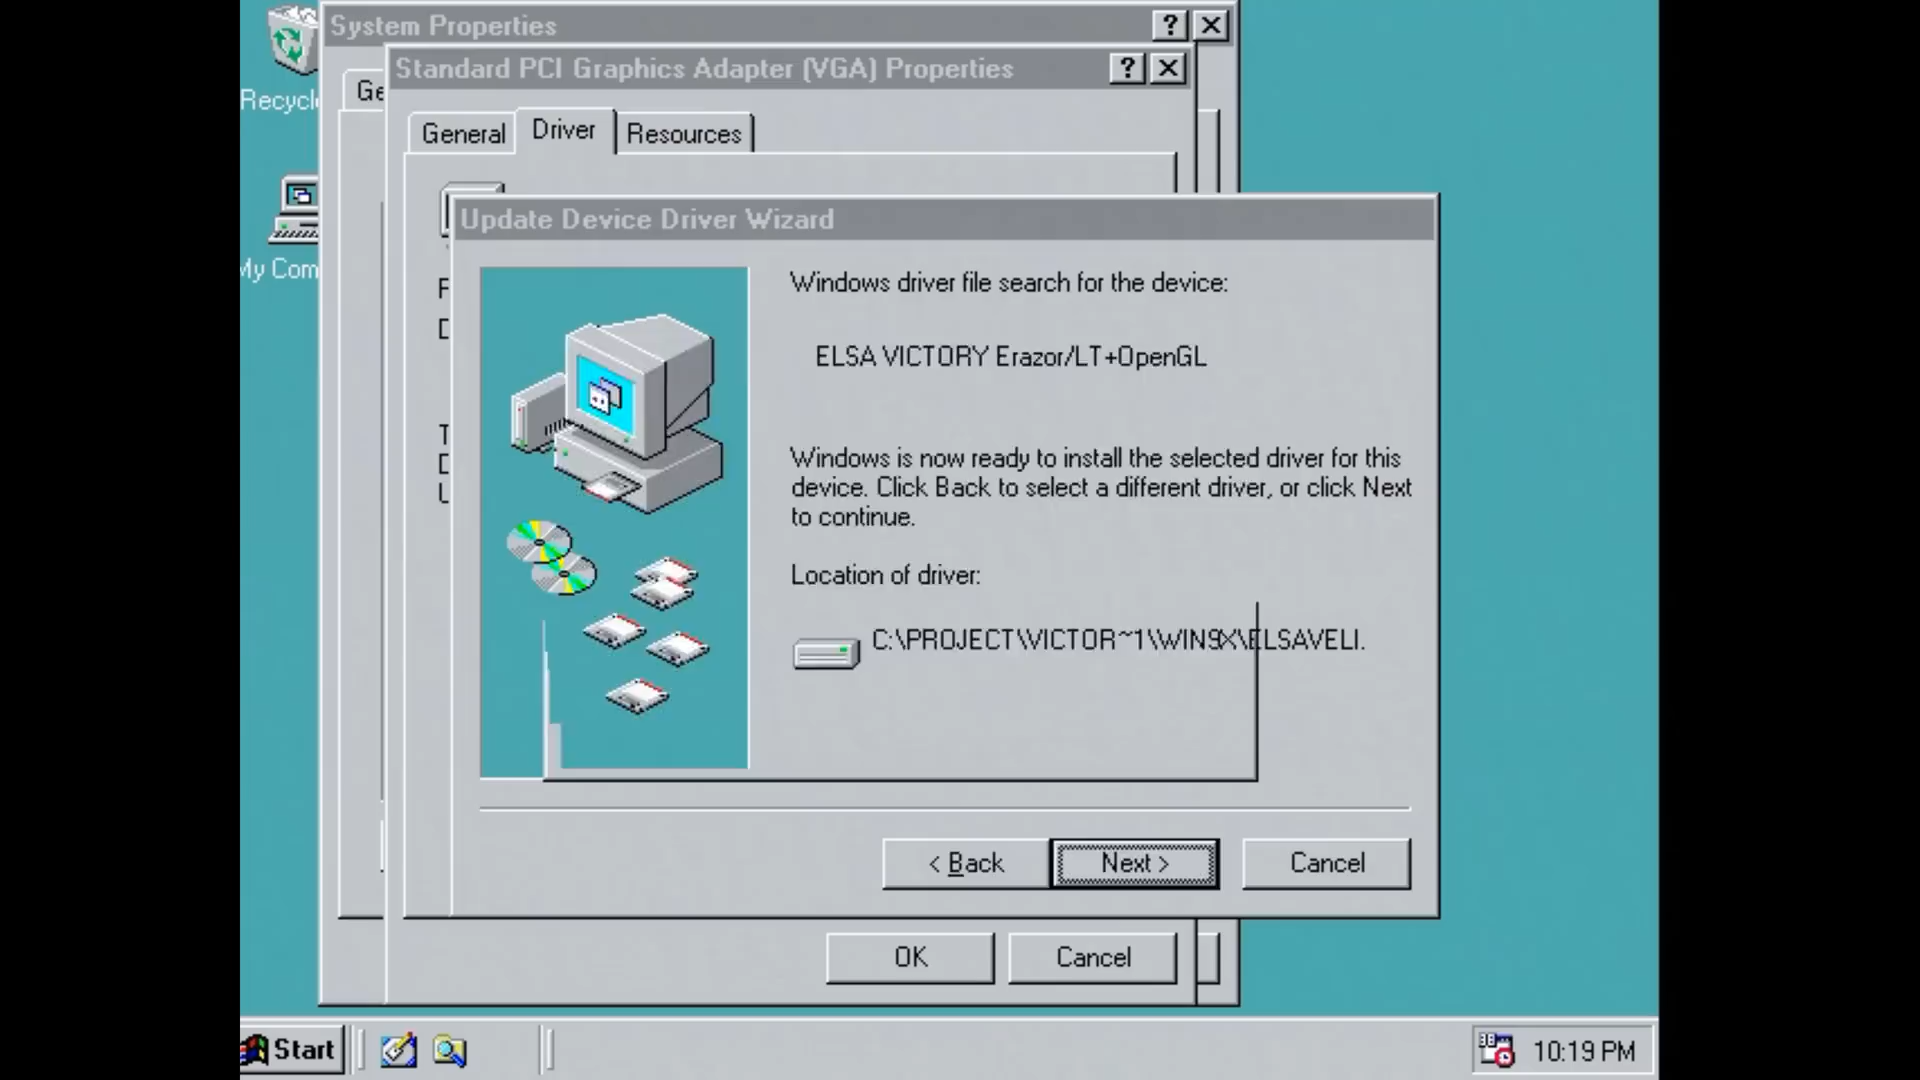 System Properties
Standard PCI Graphics Adapter (VGA) Properties
Ge
General Driver Resources
Recycl
My Com
Update Device Driver Wizard
Windows driver file search for the device:
ELSA VICTORY Erazor/LT+OpenGL
Windows is now ready to install the selected driver for this
device. Click Back to select a different driver, or click Next
to continue.
Location of driver:
C:\PROJECT\VICTOR~1\WIN9X\ELSAVELI.
< Back Next > Cancel
OK Cancel
Start
10:19 PM